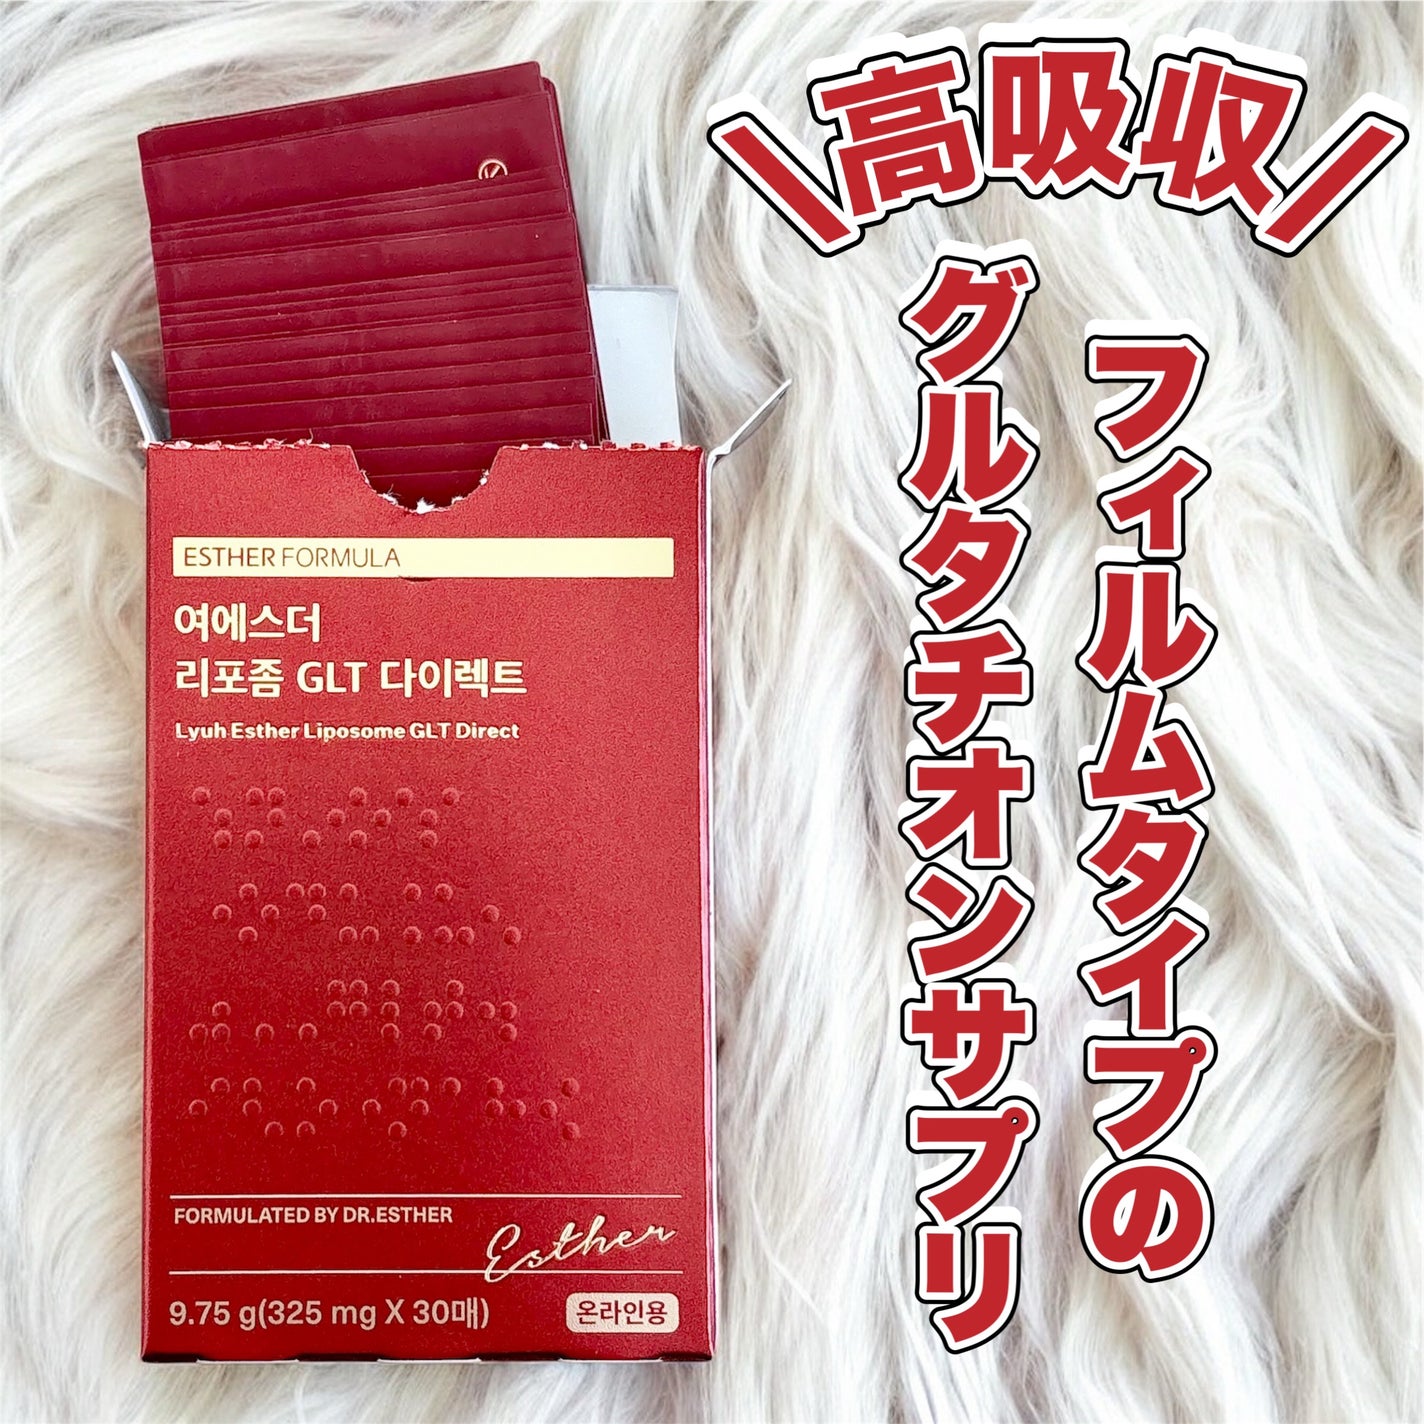 ＼高吸収／
フィルムタイプの
グルタチオンサプリ
ESTHER FORMULA
여에스더
리포좀 GLT 다이렉트
Lyuh Esther Liposome GLT Direct
FORMULATED BY DR.ESTHER
Esther
9.75 g(325 mg X 30매)
온라인용